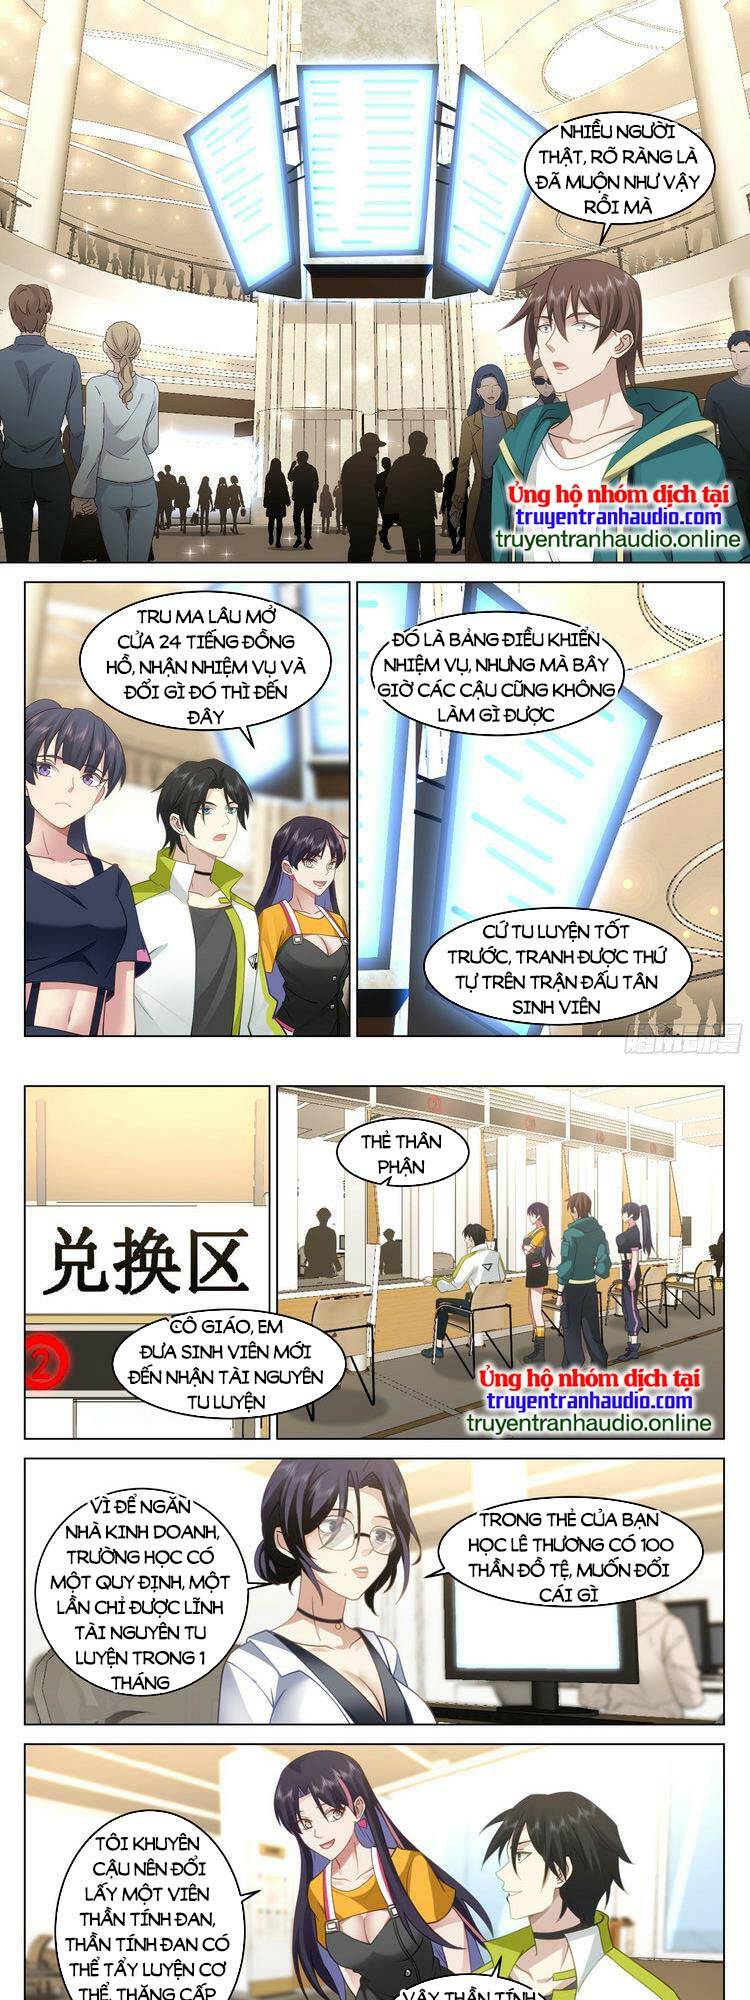 NHIỀU NGƯỜI
THẬT, RÕ RÀNG LÀ
ĐÃ MUỘN NHƯ VẬY
RỒI MÀ
Ủng hộ nhóm dịch tại
truyentranhaudio.com
truyentranhaudio.online
TRU MA LÂU MỞ
CỬA 24 TIẾNG ĐỒNG
HỒ, NHẬN NHIỆM VỤ VÀ
ĐỔI GÌ ĐÓ THÌ ĐẾN
ĐÂY
ĐÓ LÀ BẢNG ĐIỀU KHIỂN
NHIỆM VỤ, NHƯNG MÀ BÂY
GIỜ CÁC CẬU CŨNG KHÔNG
LÀM GÌ ĐƯỢC
CỨ TU LUYỆN TỐT
TRƯỚC, TRANH ĐƯỢC THỨ
TỰ TRÊN TRẬN ĐẤU TÂN
SINH VIÊN
THẺ THÂN
PHẬN
兑换区
2
CÔ GIÁO, EM
ĐƯA SINH VIÊN MỚI
ĐẾN NHẬN TÀI NGUYÊN
TU LUYỆN
Ủng hộ nhóm dịch tại
truyentranhaudio.com
truyentranhaudio.online
VÌ ĐỂ NGĂN
NHÀ KINH DOANH,
TRƯỜNG HỌC CÓ
MỘT QUY ĐỊNH, MỘT
LẦN CHỈ ĐƯỢC LĨNH
TÀI NGUYÊN TU
LUYỆN TRONG 1
THÁNG
TRONG THẺ CỦA BẠN
HỌC LÊ THƯƠNG CÓ 100
THẦN ĐỒ TỆ, MUỐN ĐỔI
CÁI GÌ
TÔI KHUYÊN
CẬU NÊN ĐỔI
LẤY MỘT VIÊN
THẦN TÍNH ĐAN,
THẦN TÍNH ĐAN CÓ
THỂ TẨY LUYỆN CƠ
THỂ, THĂNG CẤP
VẬY THẦN TÍNH